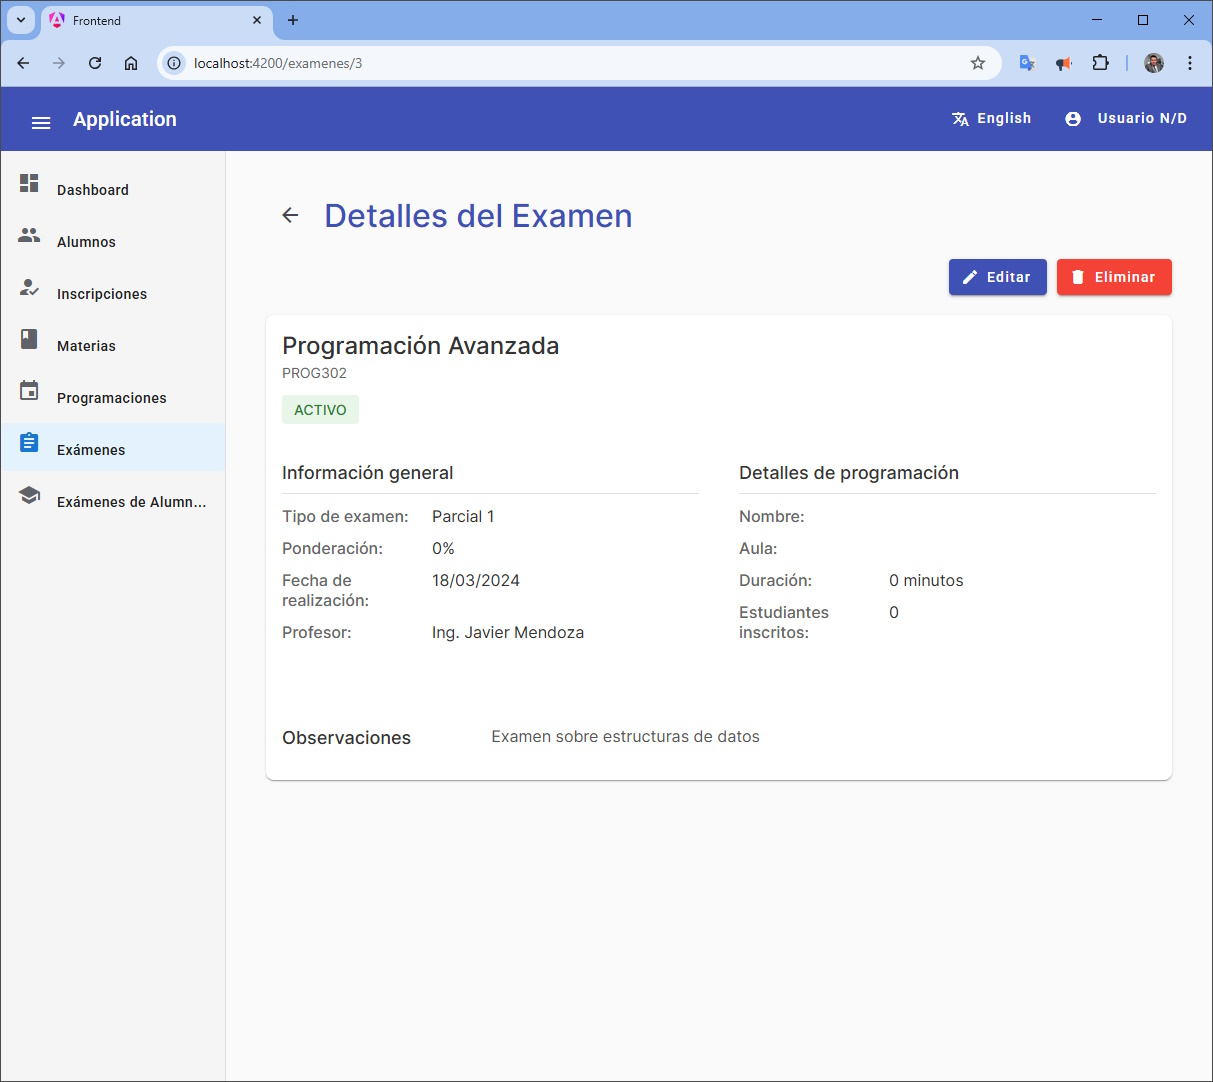 Frontend
localhost:4200/examenes/3
Application
English
Usuario N/D
Dashboard
Alumnos
Inscripciones
Materias
Programaciones
Exámenes
Exámenes de Alumn...
Detalles del Examen
Editar
Eliminar
Programación Avanzada
PROG302
ACTIVO
Información general
Tipo de examen: Parcial 1
Ponderación: 0%
Fecha de realización: 18/03/2024
Profesor: Ing. Javier Mendoza
Detalles de programación
Nombre:
Aula:
Duración: 0 minutos
Estudiantes inscritos: 0
Observaciones Examen sobre estructuras de datos